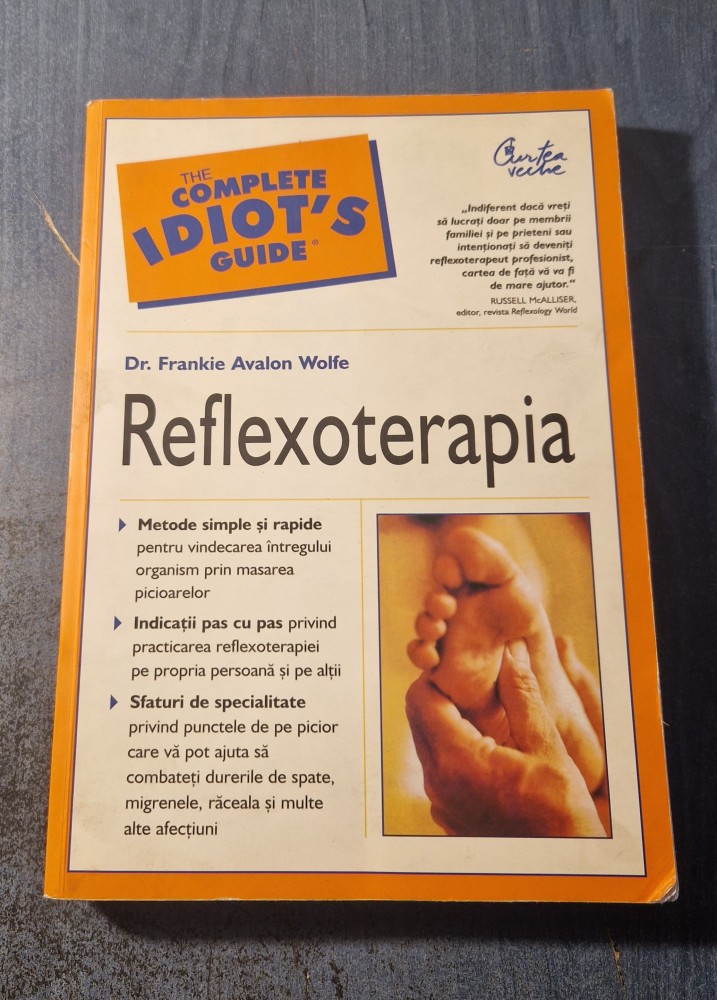 THE
COMPLETE
IDIOT'S
GUIDE®
Curtea
veche
„Indiferent dacă vreți
să lucrați doar pe membrii
familiei și pe prieteni sau
intenționați să deveniți
reflexoterapeut profesionist,
cartea de față vă va fi
de mare ajutor.“
RUSSELL McALLISER,
editor, revista Reflexology World
Dr. Frankie Avalon Wolfe
Reflexoterapia
Metode simple și rapide
pentru vindecarea întregului
organism prin masarea
picioarelor
Indicații pas cu pas privind
practicarea reflexoterapiei
pe propria persoană și pe alții
Sfaturi de specialitate
privind punctele de pe picior
care vă pot ajuta să
combateți durerile de spate,
migrenele, răceala și multe
alte afecțiuni